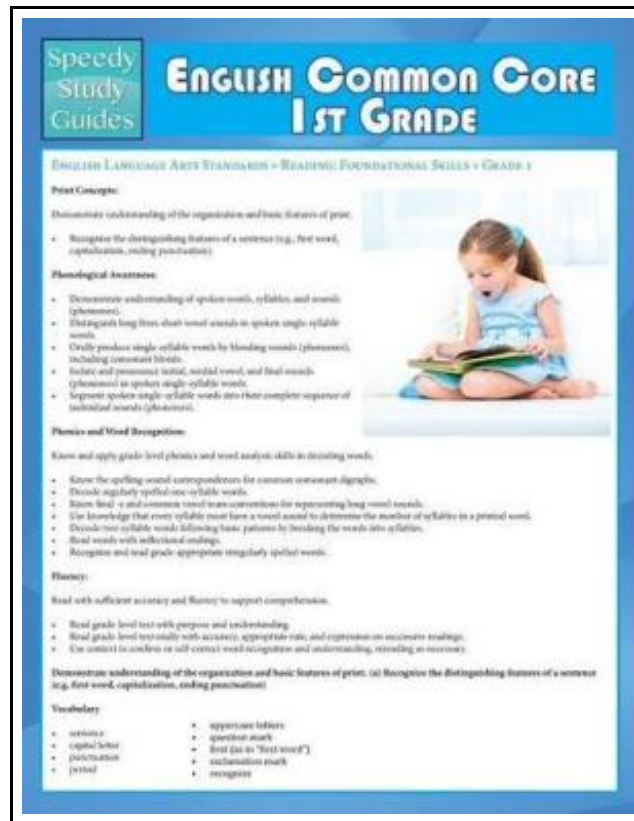 Speedy
Study
Guides
ENGLISH COMMON CORE
1ST GRADE
ENGLISH LANGUAGE ARTS STANDARDS » READING: FOUNDATIONAL SKILLS » GRADE 1
Print Concepts:
Demonstrate understanding of the organization and basic features of print.
• Recognize the distinguishing features of a sentence (e.g., first word,
capitalization, ending punctuation).
Phonological Awareness:
• Demonstrate understanding of spoken words, syllables, and sounds
(phonemes).
• Distinguish long from short vowel sounds in spoken single-syllable
words.
• Orally produce single-syllable words by blending sounds (phonemes),
including consonant blends.
• Isolate and pronounce initial, medial vowel, and final sounds
(phonemes) in spoken single-syllable words.
• Segment spoken single-syllable words into their complete sequence of
individual sounds (phonemes).
Phonics and Word Recognition:
Know and apply grade-level phonics and word analysis skills in decoding words.
• Know the spelling-sound correspondences for common consonant digraphs.
• Decode regularly spelled one-syllable words.
• Know final -e and common vowel team conventions for representing long vowel sounds.
• Use knowledge that every syllable must have a vowel sound to determine the number of syllables in a printed word.
• Decode two-syllable words following basic patterns by breaking the words into syllables.
• Read words with inflectional endings.
• Recognize and read grade-appropriate irregularly spelled words.
Fluency:
Read with sufficient accuracy and fluency to support comprehension.
• Read grade-level text with purpose and understanding.
• Read grade-level text orally with accuracy, appropriate rate, and expression on successive readings.
• Use context to confirm or self-correct word recognition and understanding, rereading as necessary.
Demonstrate understanding of the organization and basic features of print. (a) Recognize the distinguishing features of a sentence
(e.g. first word, capitalization, ending punctuation)
Vocabulary
• sentence
• capital letter
• punctuation
• period
• uppercase letters
• question mark
• first (as in "first word")
• exclamation mark
• recognize